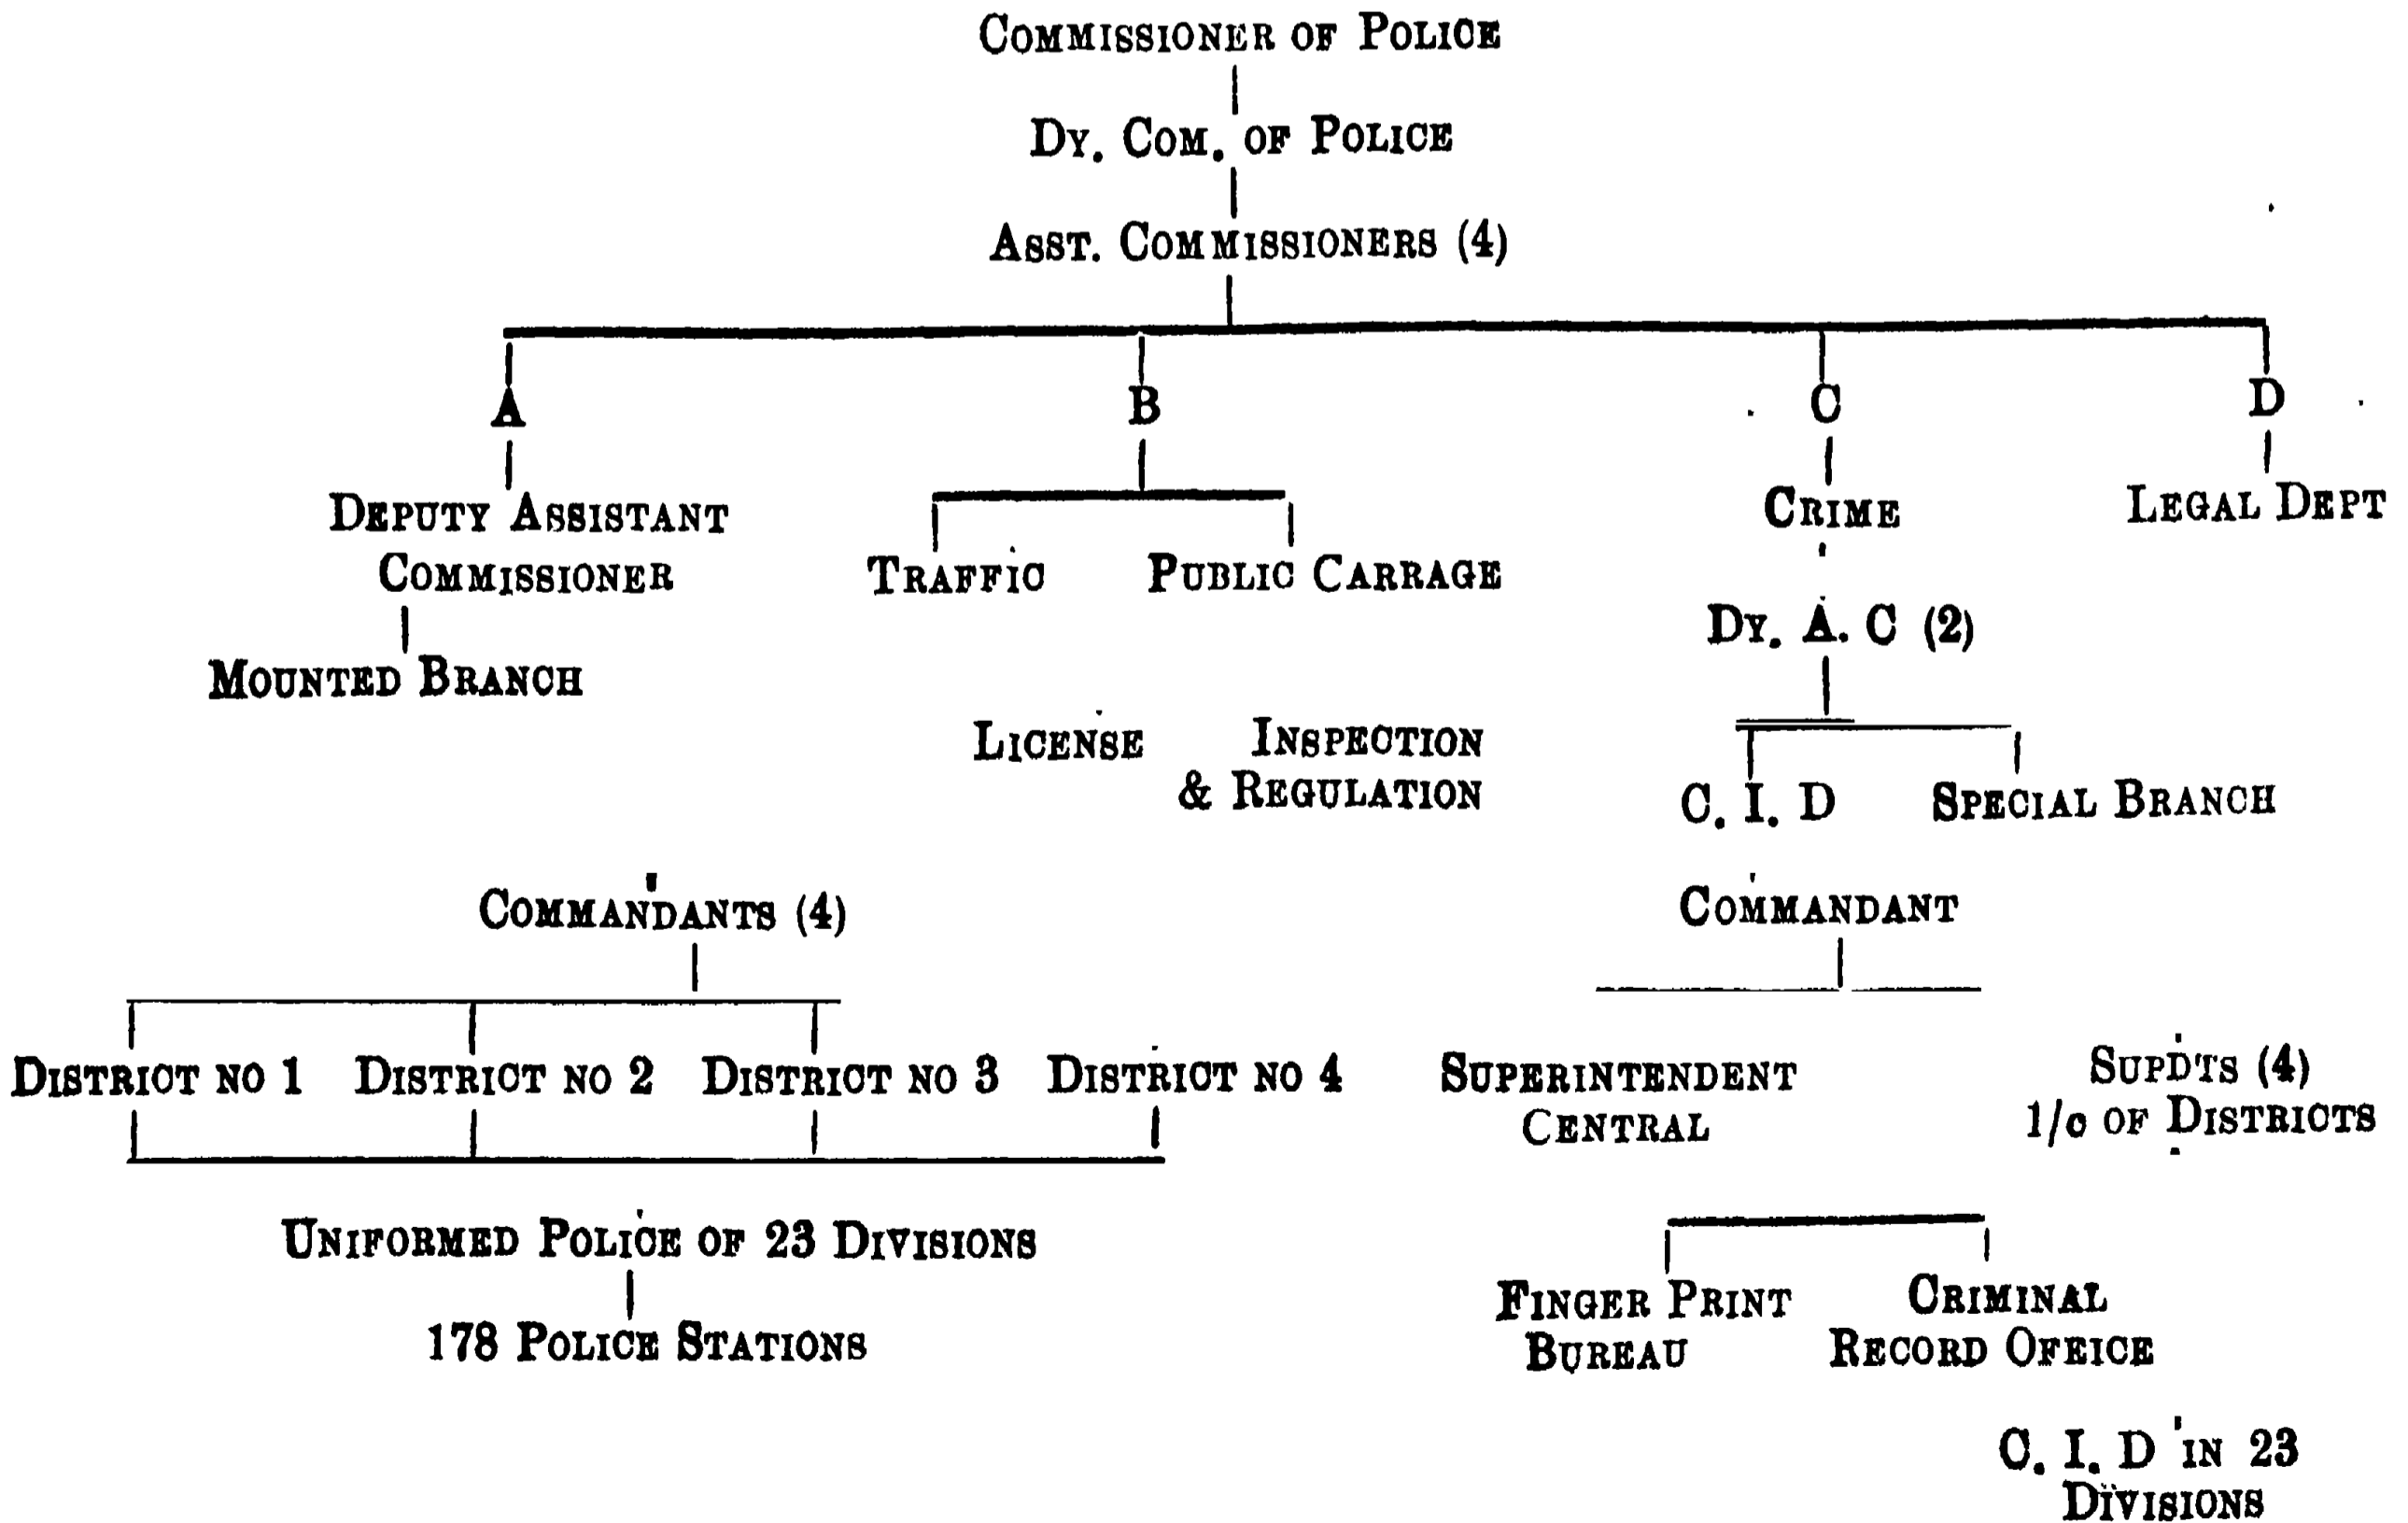 COMMISSIONER OF POLICE
DY. COM. OF POLICE
ASST. COMMISSIONERS (4)
A
B
C
D
DEPUTY ASSISTANT
COMMISSIONER
MOUNTED BRANCH
TRAFFIC
PUBLIC CARRAGE
CRIME
LEGAL DEPT
DY. A. C (2)
LICENSE
INSPECTION
& REGULATION
C. I. D
SPECIAL BRANCH
COMMANDANTS (4)
COMMANDANT
DISTRICT NO 1
DISTRICT NO 2
DISTRICT NO 3
DISTRICT NO 4
SUPERINTENDENT
CENTRAL
SUPDTS (4)
1/c OF DISTRICTS
UNIFORMED POLICE OF 23 DIVISIONS
178 POLICE STATIONS
FINGER PRINT
BUREAU
CRIMINAL
RECORD OFEICE
C. I. D IN 23
DIVISIONS